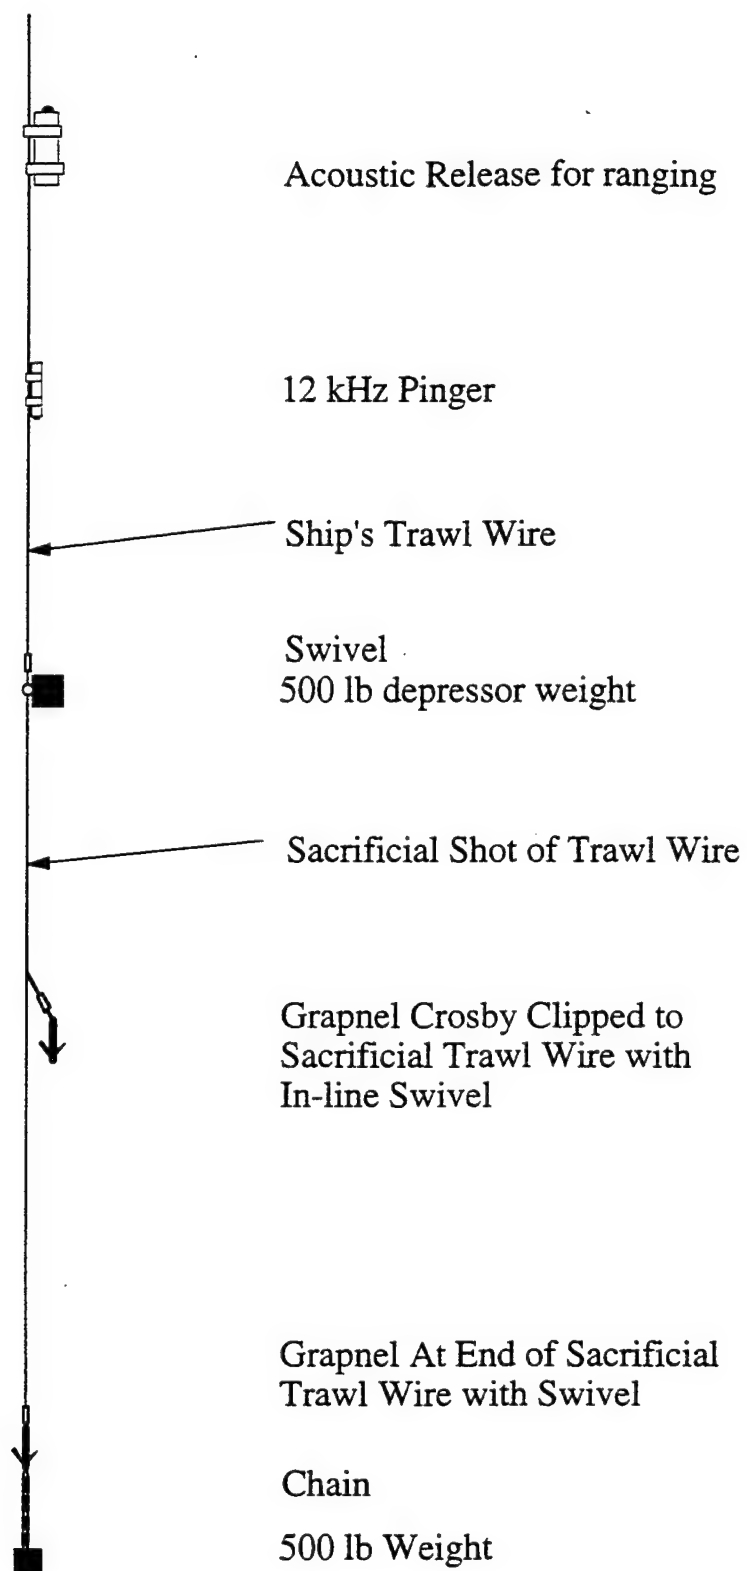 Acoustic Release for ranging
12 kHz Pinger
Ship's Trawl Wire
Swivel
500 lb depressor weight
Sacrificial Shot of Trawl Wire
Grapnel Crosby Clipped to
Sacrificial Trawl Wire with
In-line Swivel
Grapnel At End of Sacrificial
Trawl Wire with Swivel
Chain
500 lb Weight